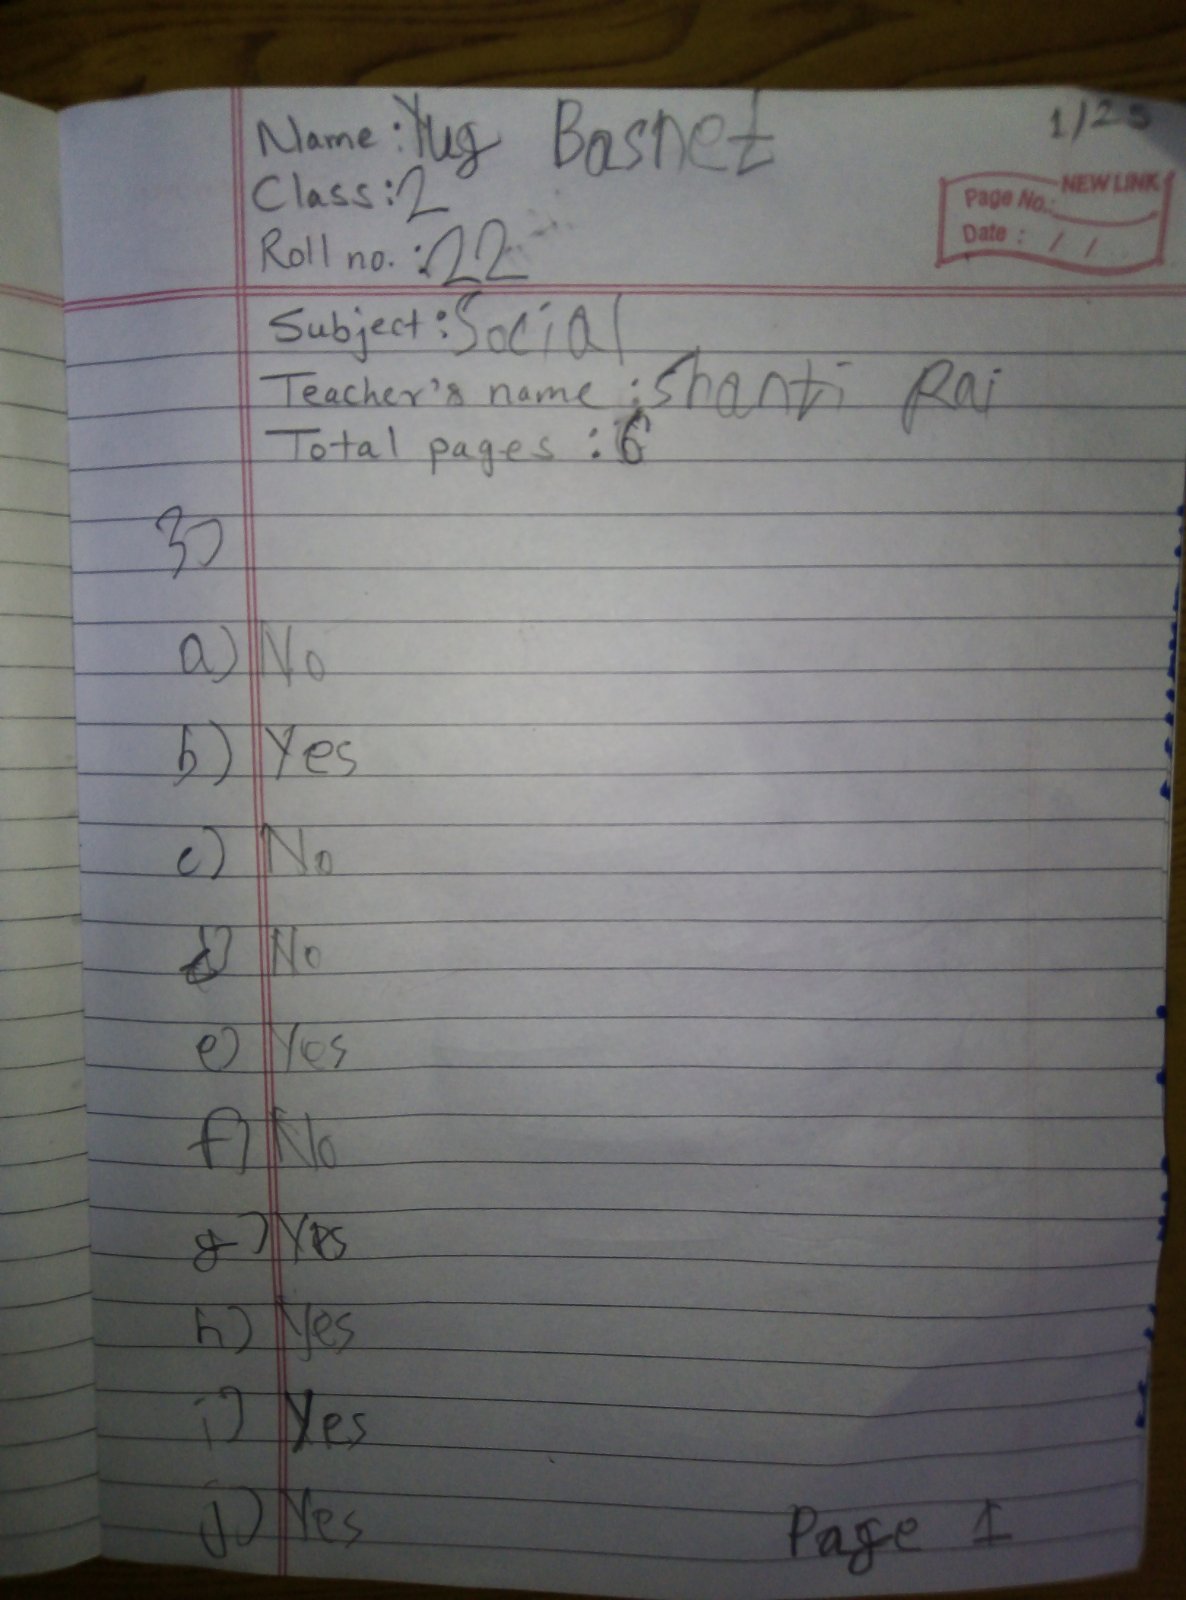 1/25
Name: Yug Basnet
Class: 2
Roll no.: 22
NEW LINK
Page No.:
Date: / /
Subject: Social
Teacher's name: Shanti Rai
Total pages: 6
3)
a) No
b) Yes
c) No
d) No
e) Yes
f) No
g) Yes
h) Yes
i) Yes
j) Yes
Page 1